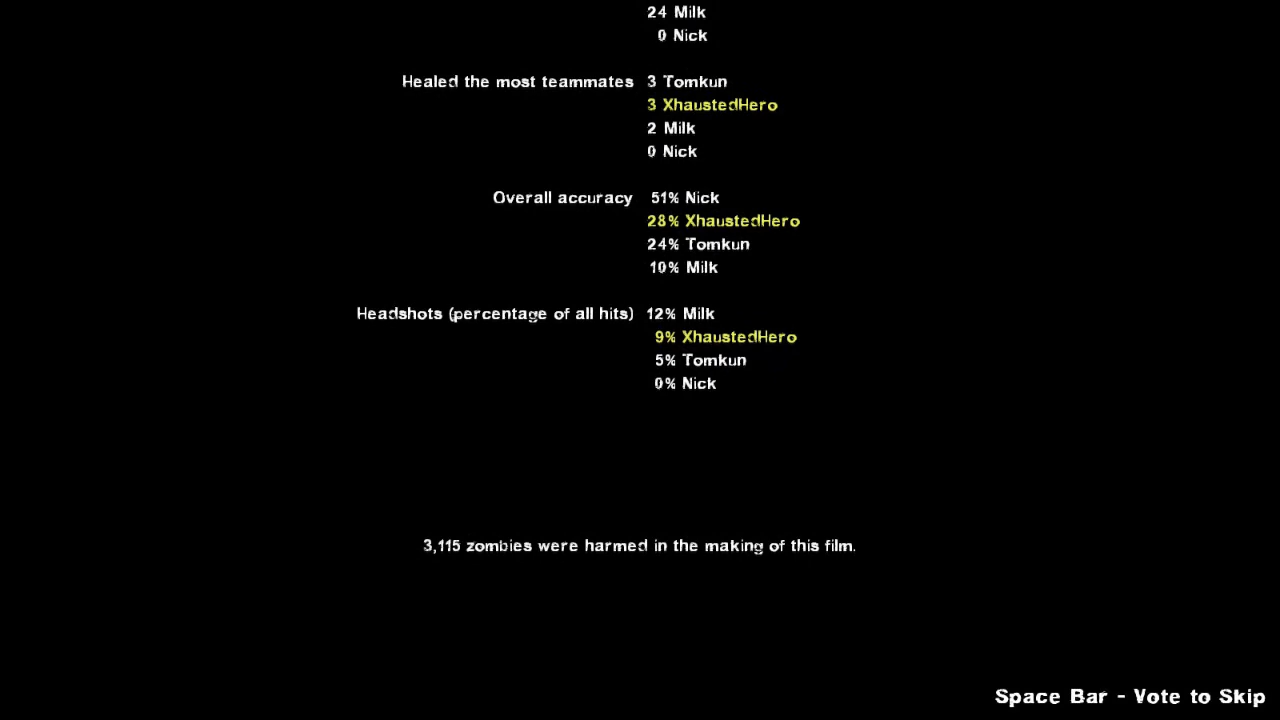 24 Milk
0 Nick
Healed the most teammates 3 Tomkun
3 XhaustedHero
2 Milk
0 Nick
Overall accuracy 51% Nick
28% XhaustedHero
24% Tomkun
10% Milk
Headshots (percentage of all hits) 12% Milk
9% XhaustedHero
5% Tomkun
0% Nick
3,115 zombies were harmed in the making of this film.
Space Bar - Vote to Skip